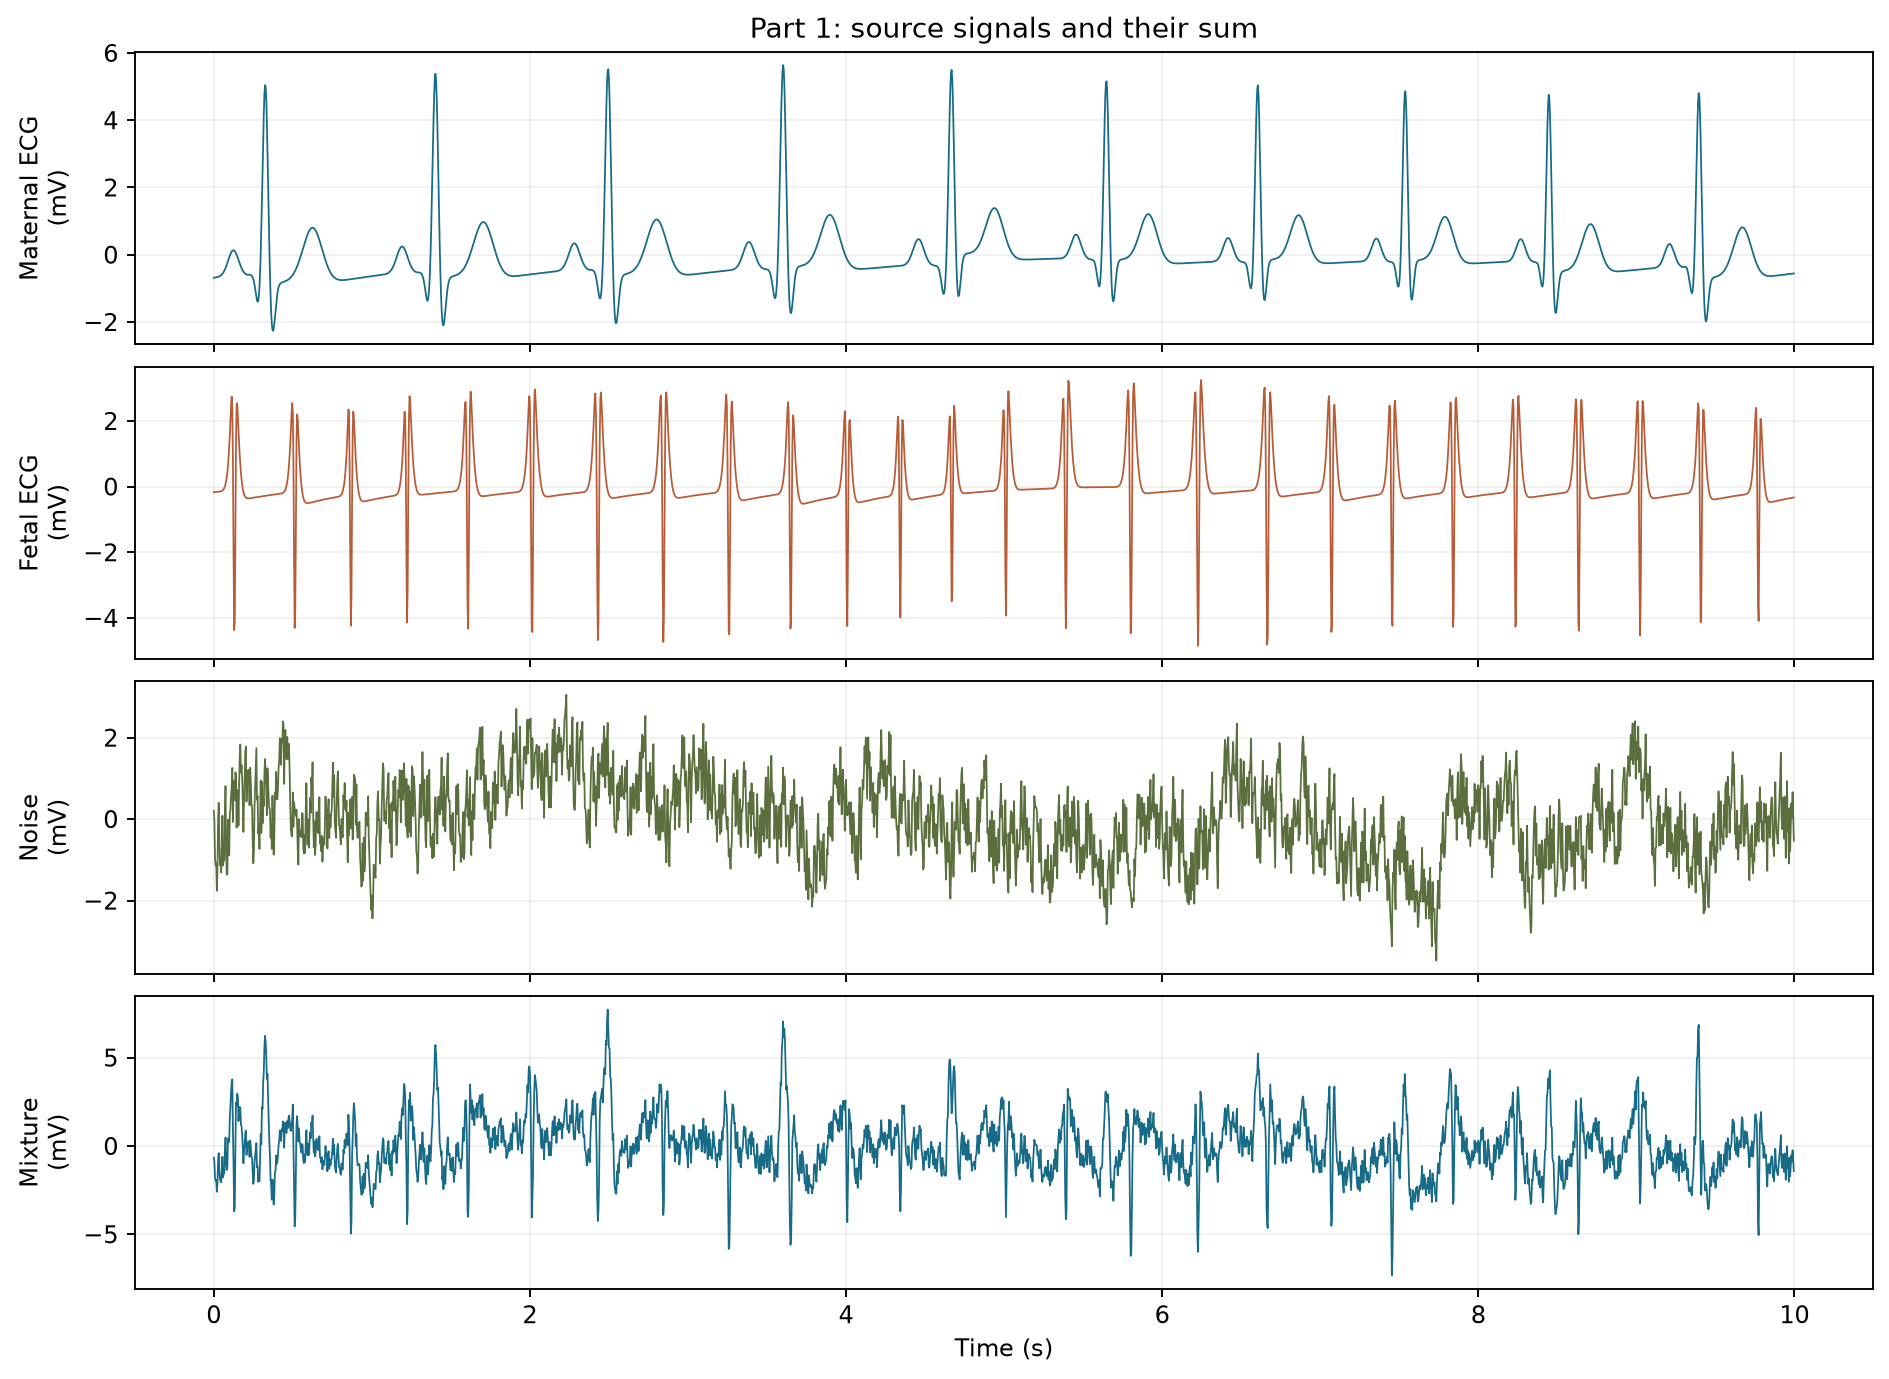 Part 1: source signals and their sum
Maternal ECG
(mV)
6
4
2
0
−2
Fetal ECG
(mV)
2
0
−2
−4
Noise
(mV)
2
0
−2
Mixture
(mV)
5
0
−5
0
2
4
6
8
10
Time (s)